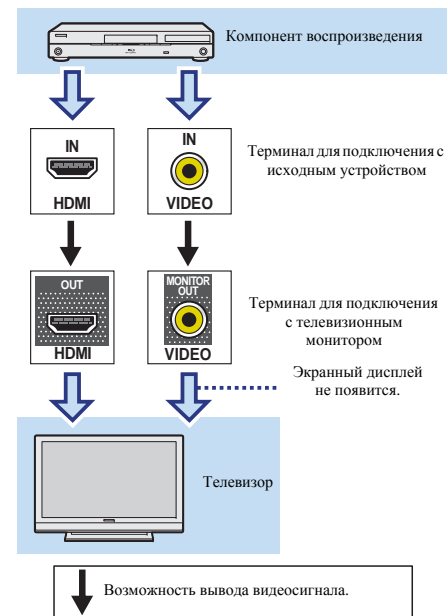 Компонент воспроизведения
IN
HDMI
IN
VIDEO
Терминал для подключения с
исходным устройством
OUT
HDMI
MONITOR
OUT
VIDEO
Терминал для подключения
с телевизионным
монитором
Экранный дисплей
не появится.
Телевизор
Возможность вывода видеосигнала.